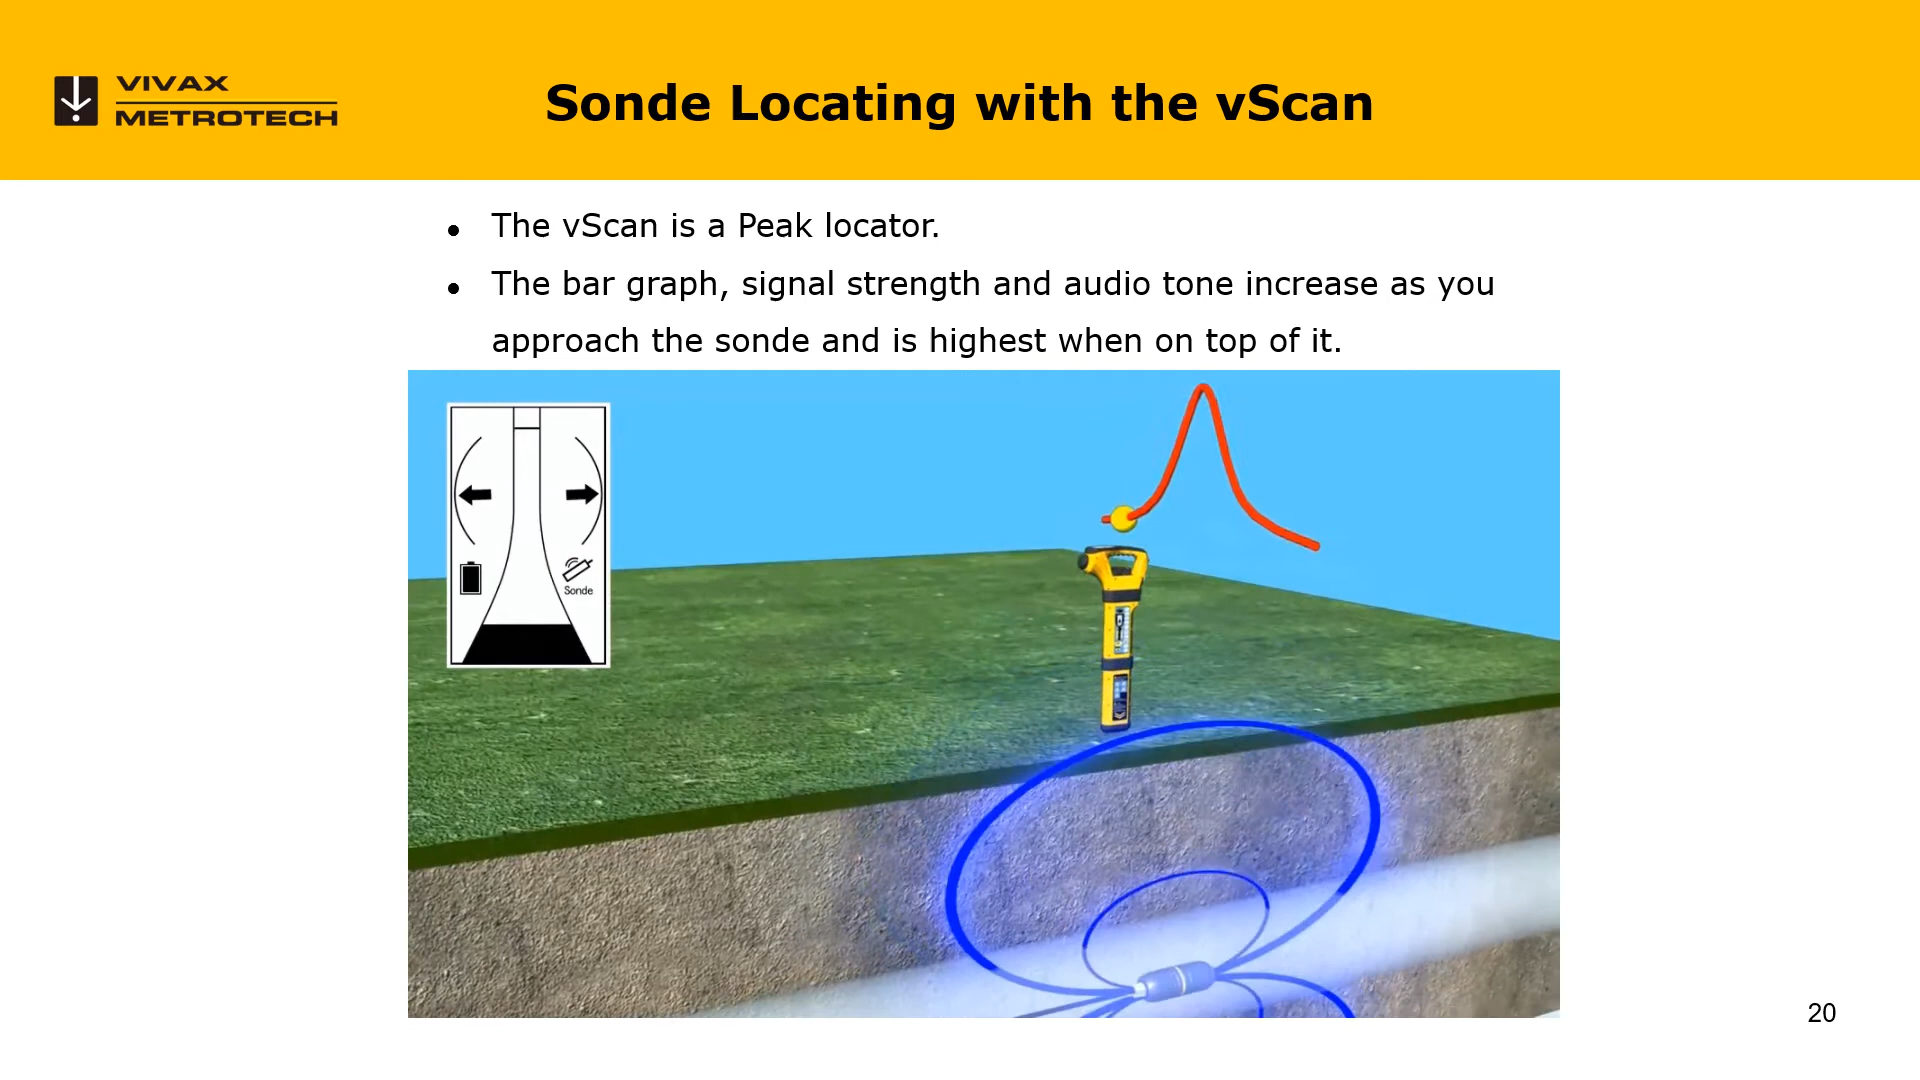 VIVAX
METROTECH
Sonde Locating with the vScan
• The vScan is a Peak locator.
• The bar graph, signal strength and audio tone increase as you
approach the sonde and is highest when on top of it.
Sonde
20